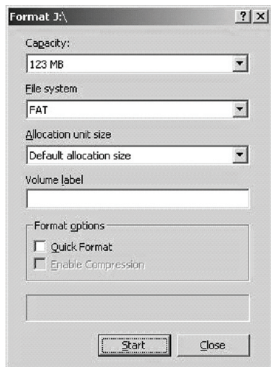 Format J:\
Capacity:
123 MB
File system
FAT
Allocation unit size
Default allocation size
Volume label
Format options
Quick Format
Enable Compression
Start
Close